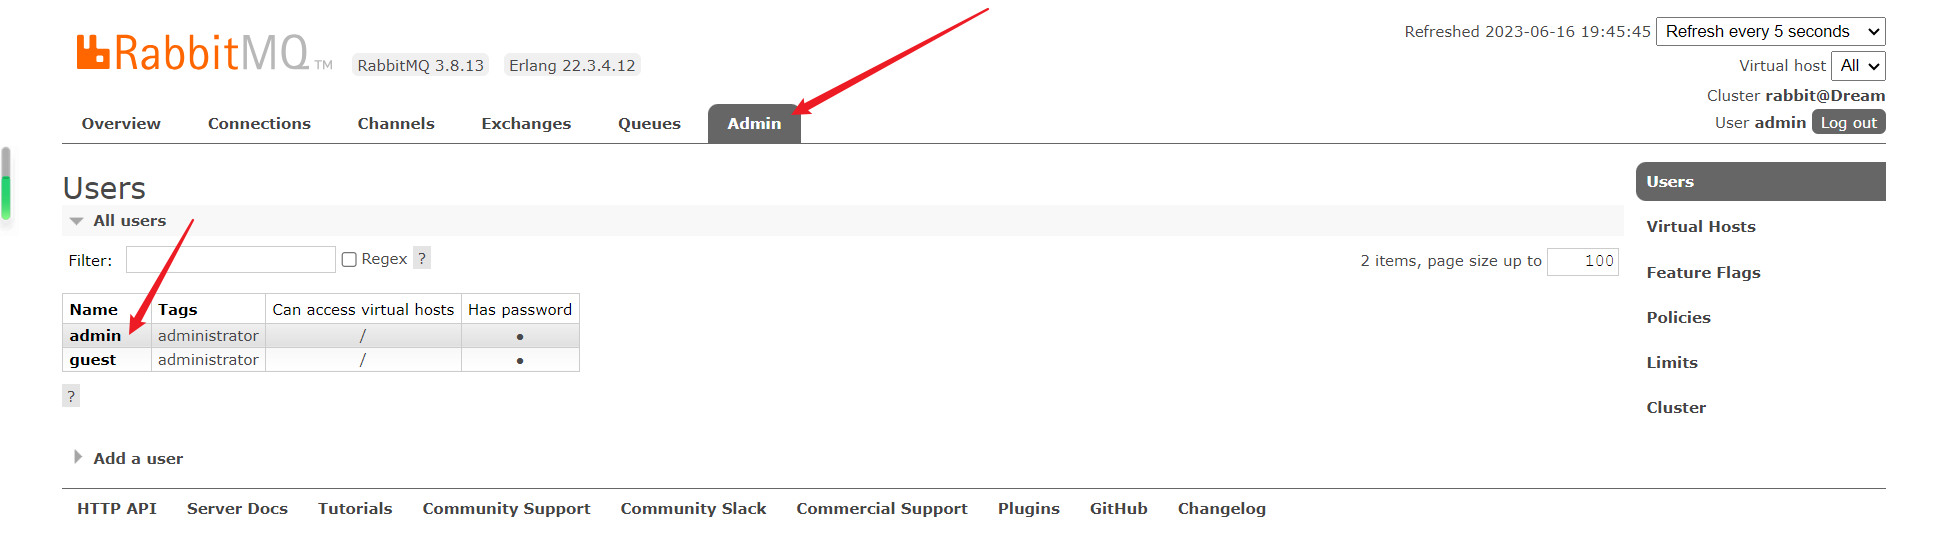 RabbitMQ TM RabbitMQ 3.8.13 Erlang 22.3.4.12
Refreshed 2023-06-16 19:45:45 Refresh every 5 seconds
Virtual host All
Cluster rabbit@Dream
User admin Log out
Overview Connections Channels Exchanges Queues Admin
Users
All users
Filter: Regex ?
2 items, page size up to 100
Name Tags Can access virtual hosts Has password
admin administrator / ●
guest administrator / ●
?
Add a user
Users
Virtual Hosts
Feature Flags
Policies
Limits
Cluster
HTTP API Server Docs Tutorials Community Support Community Slack Commercial Support Plugins GitHub Changelog